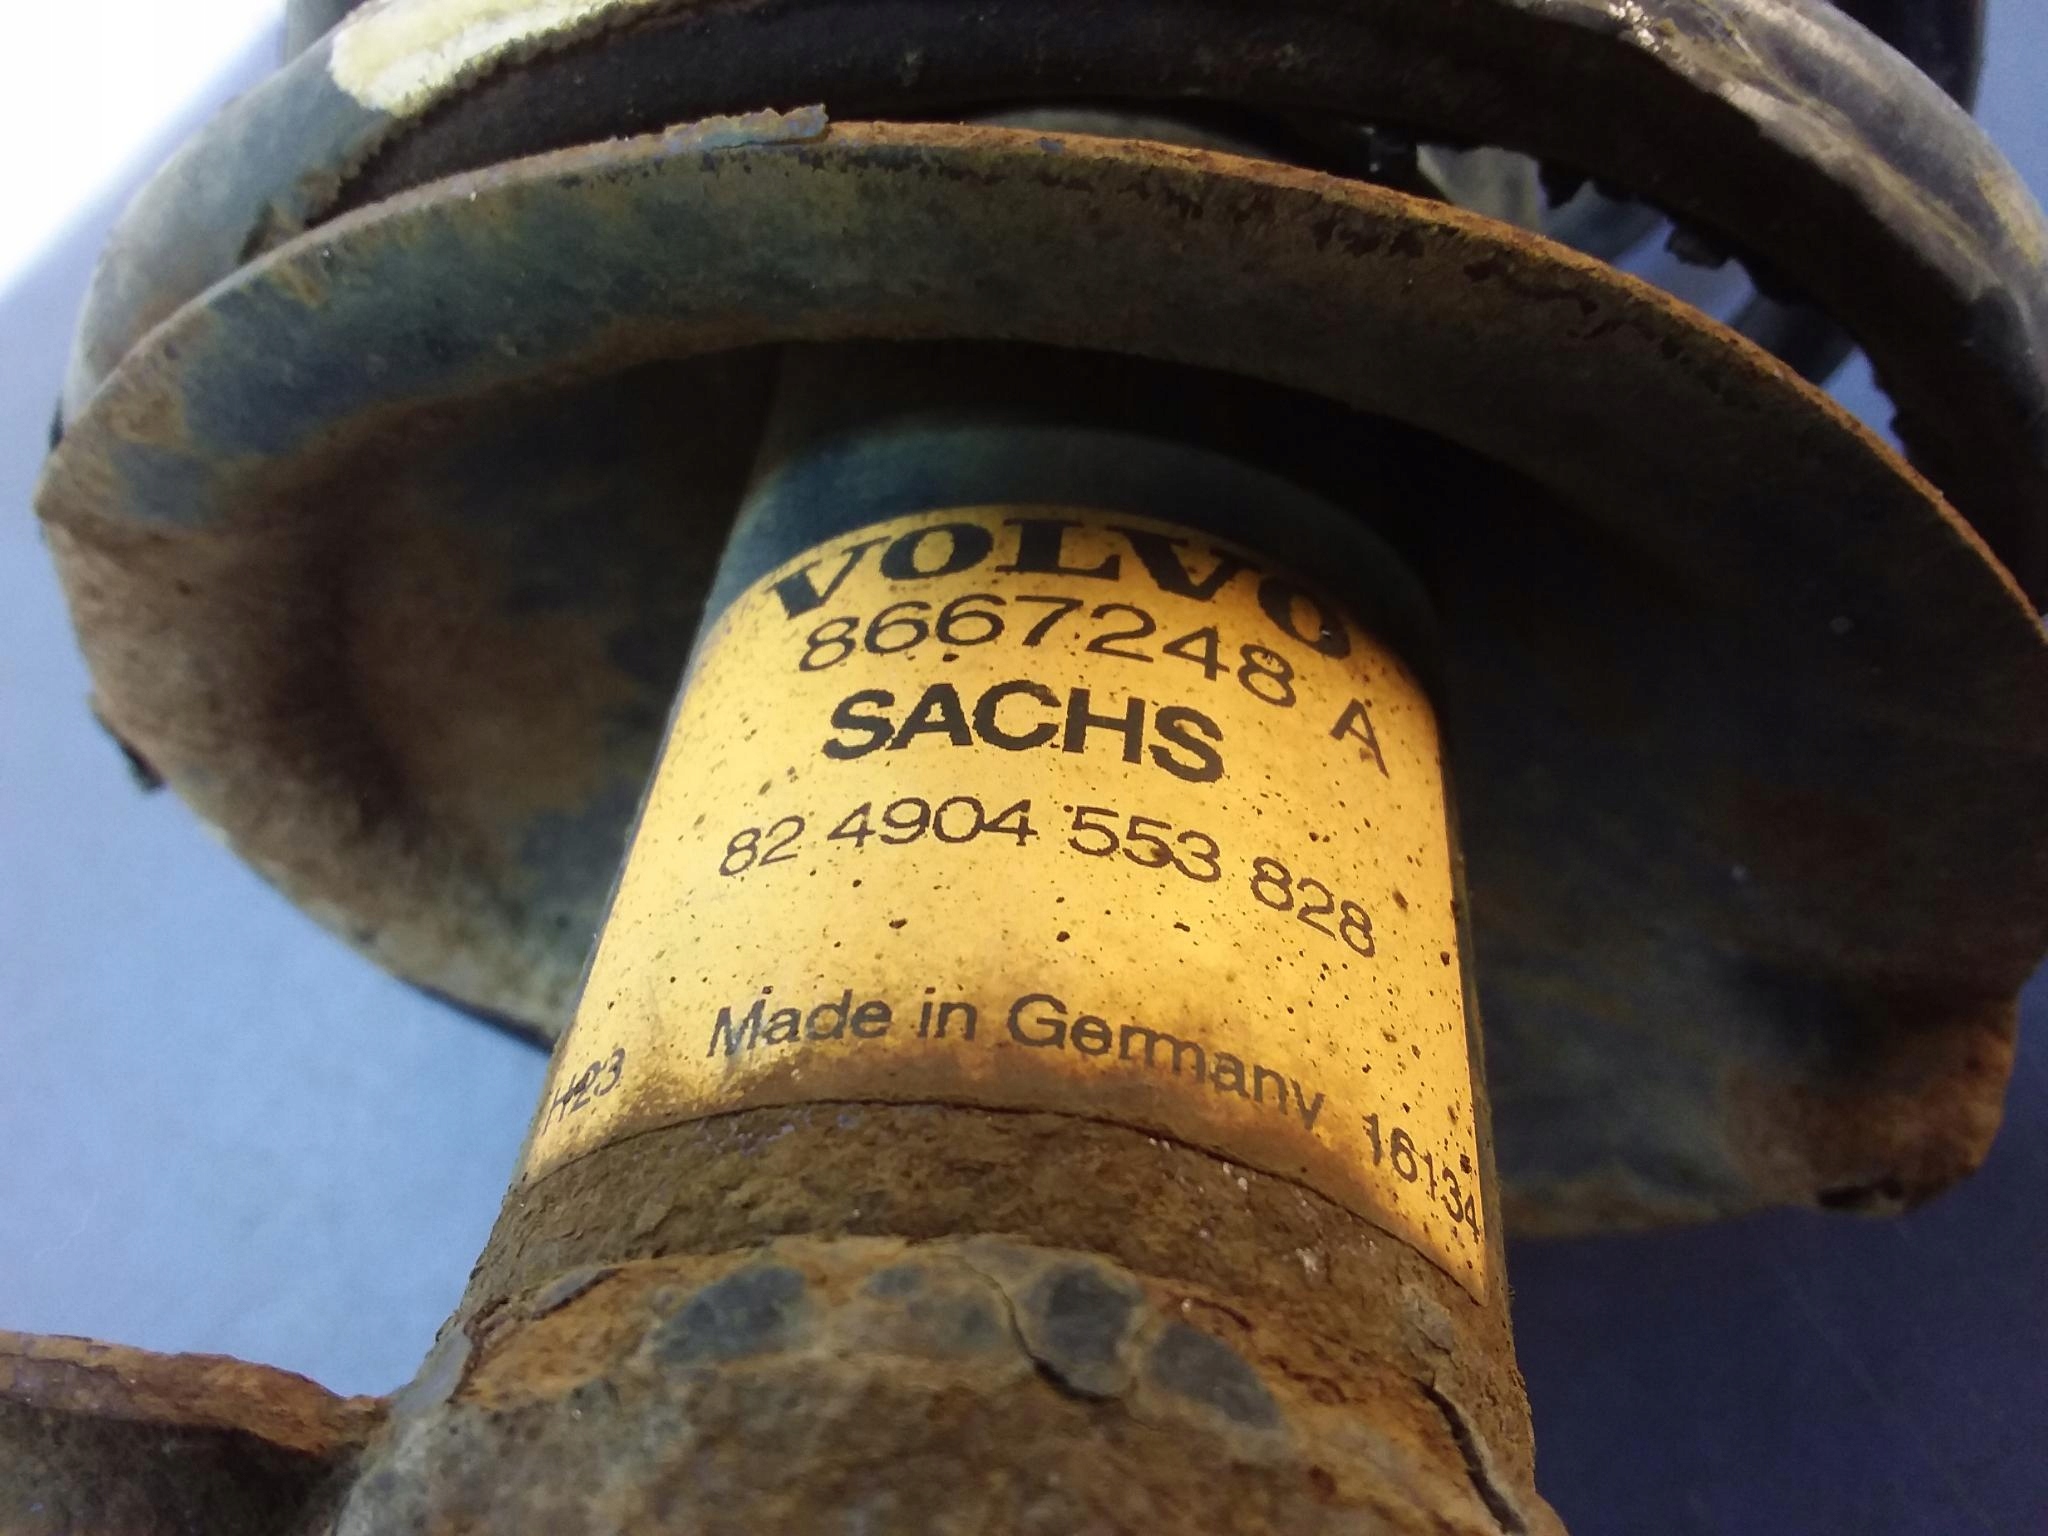 VOLVO
8667248 A
SACHS
82 4904 553 828
Made in Germany
H23
16134